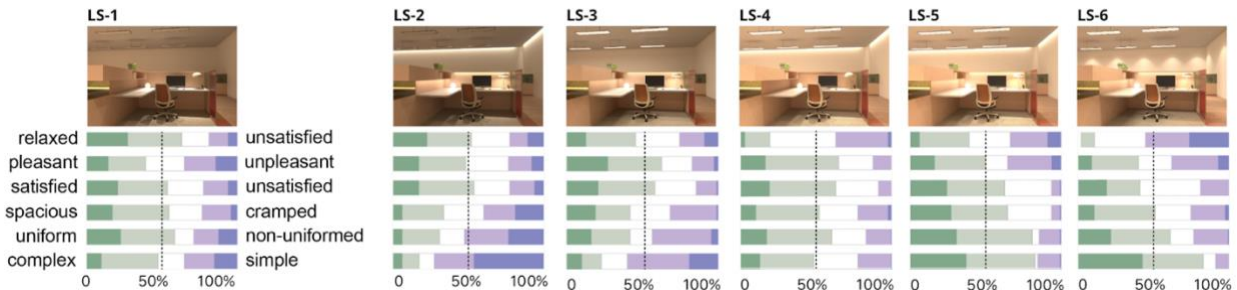 LS-1 LS-2 LS-3 LS-4 LS-5 LS-6
relaxed unsatisfied
pleasant unpleasant
satisfied unsatisfied
spacious cramped
uniform non-uniformed
complex simple
0 50% 100% 0 50% 100% 0 50% 100% 0 50% 100% 0 50% 100% 0 50% 100%